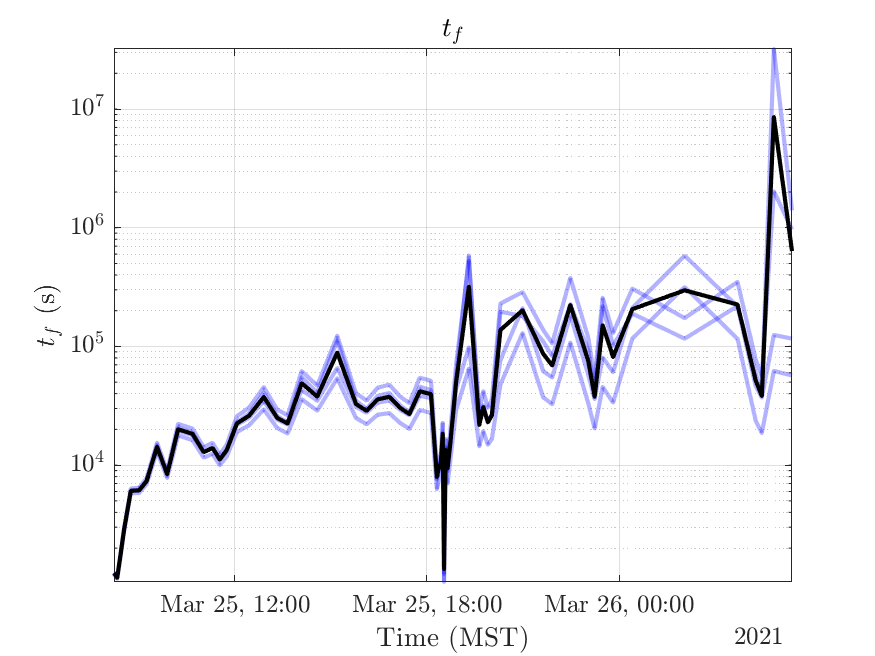 t_f
10^7
10^6
10^5
10^4
t_f (s)
Mar 25, 12:00
Mar 25, 18:00
Mar 26, 00:00
Time (MST)
2021